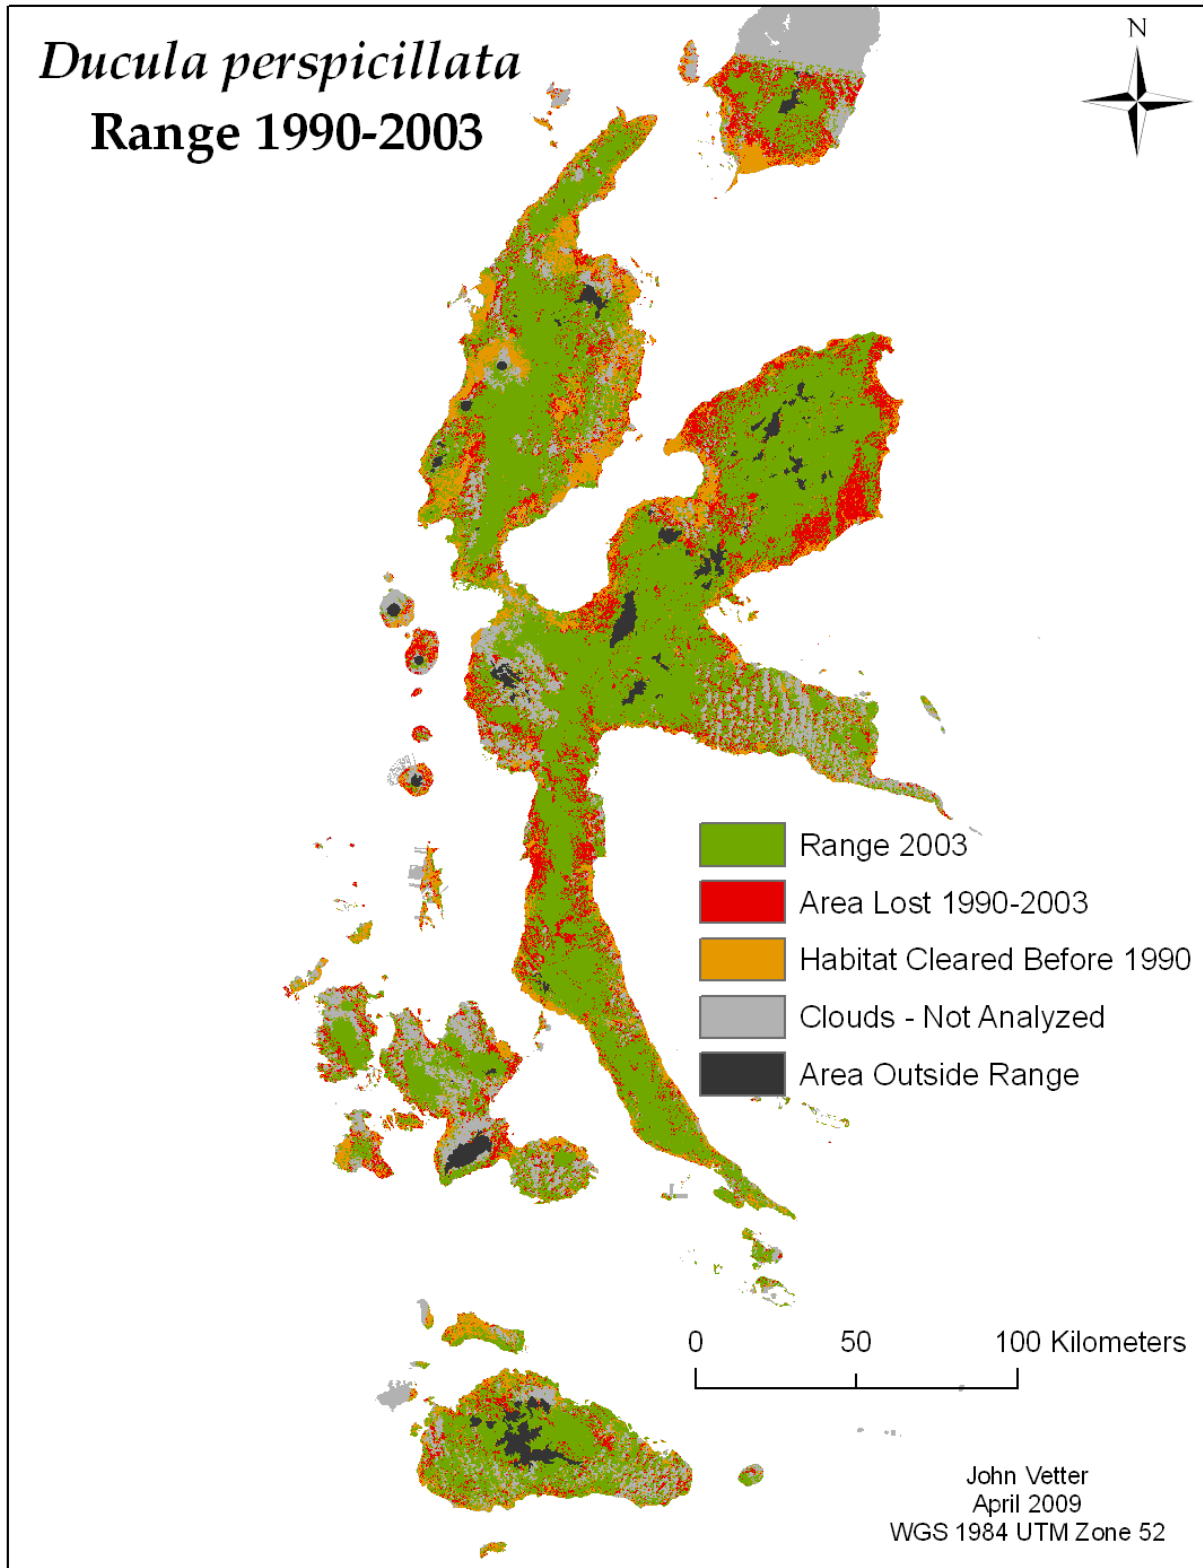 Ducula perspicillata
Range 1990-2003
N
Range 2003
Area Lost 1990-2003
Habitat Cleared Before 1990
Clouds - Not Analyzed
Area Outside Range
0 50 100 Kilometers
John Vetter
April 2009
WGS 1984 UTM Zone 52